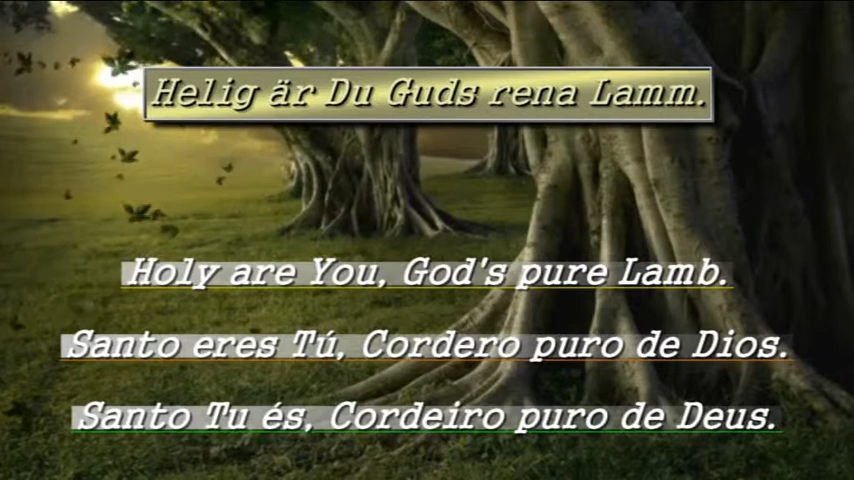 Helig är Du Guds rena Lamm.
Holy are You, God's pure Lamb.
Santo eres Tú, Cordero puro de Dios.
Santo Tu és, Cordeiro puro de Deus.